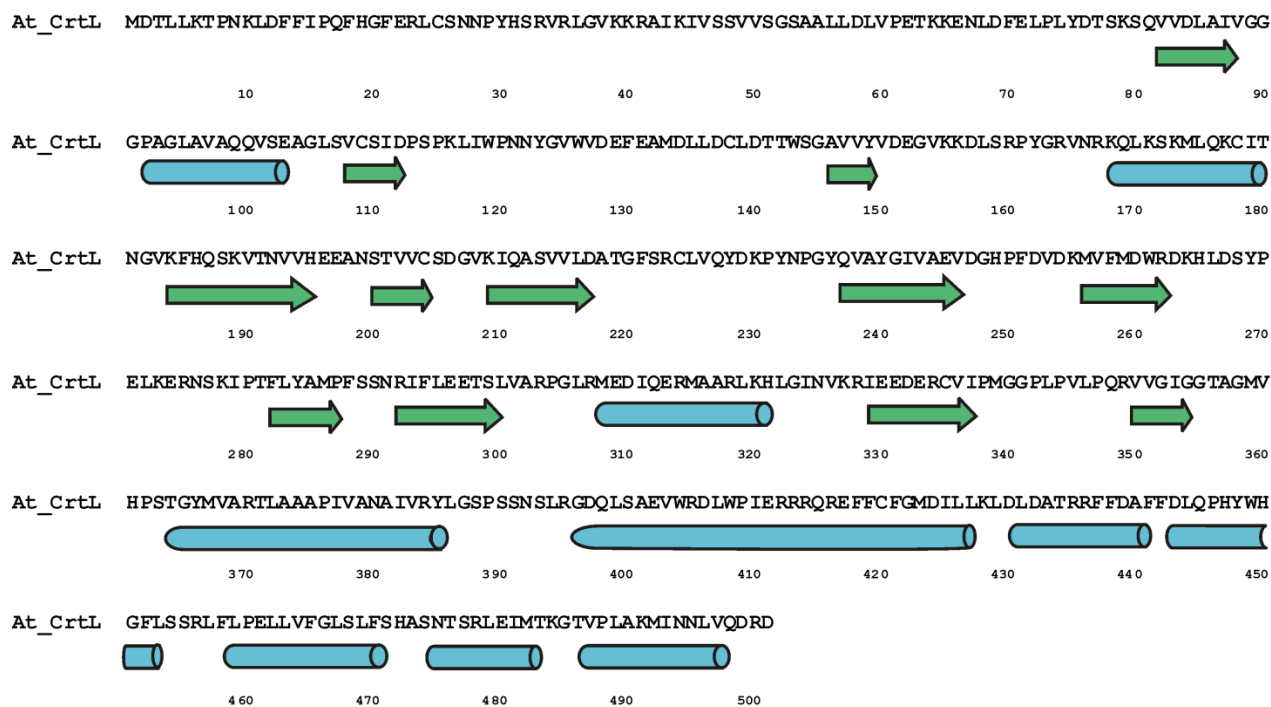 At_CrtL MDTLLKTPNKLDFFIPQFHGFERLCSNNPYHSRVRLGVKKRAIKIVSSVVSGSAALLDLVPETKKENLDFELPLYDTSKSQVVDLAIVGG
10 20 30 40 50 60 70 80 90
At_CrtL GPAGLAVAQQVSEAGLSVCSIDPSPKLIWPNNYGVWVDEFEAMDLLDCLDTTWSGAVVYVDEGVKKDLSRPYGRVNRKQLKSKMLQKCIT
100 110 120 130 140 150 160 170 180
At_CrtL NGVKFHQSKVTNVVHEEANSTVVCSDGVKIQASVVLDATGFSRCLVQYDKPYNPGYQVAYGIVAEVDGHPFDVDKMVFMDWRDKHLDSYP
190 200 210 220 230 240 250 260 270
At_CrtL ELKERNSKIPTFLYAMPFSSNRIFLEETSLVARPGLRMEDIQERMAARLKHLGINVKRIEEDERCVIPMGGPLPVLPQRVVGIGGTAGMV
280 290 300 310 320 330 340 350 360
At_CrtL HPSTGYMVARTLAAAPIVANAIVRYLGSPSSNSLRGDQLSAEVWRDLWPIERRRQREFFCFGMDILLKLDLDATRRFFDAFFDLQPHYWH
370 380 390 400 410 420 430 440 450
At_CrtL GFLSSRLFLPELLVFGLSLFSHASNTSRLEIMTKGTVPLAKMINNLVQDRD
460 470 480 490 500